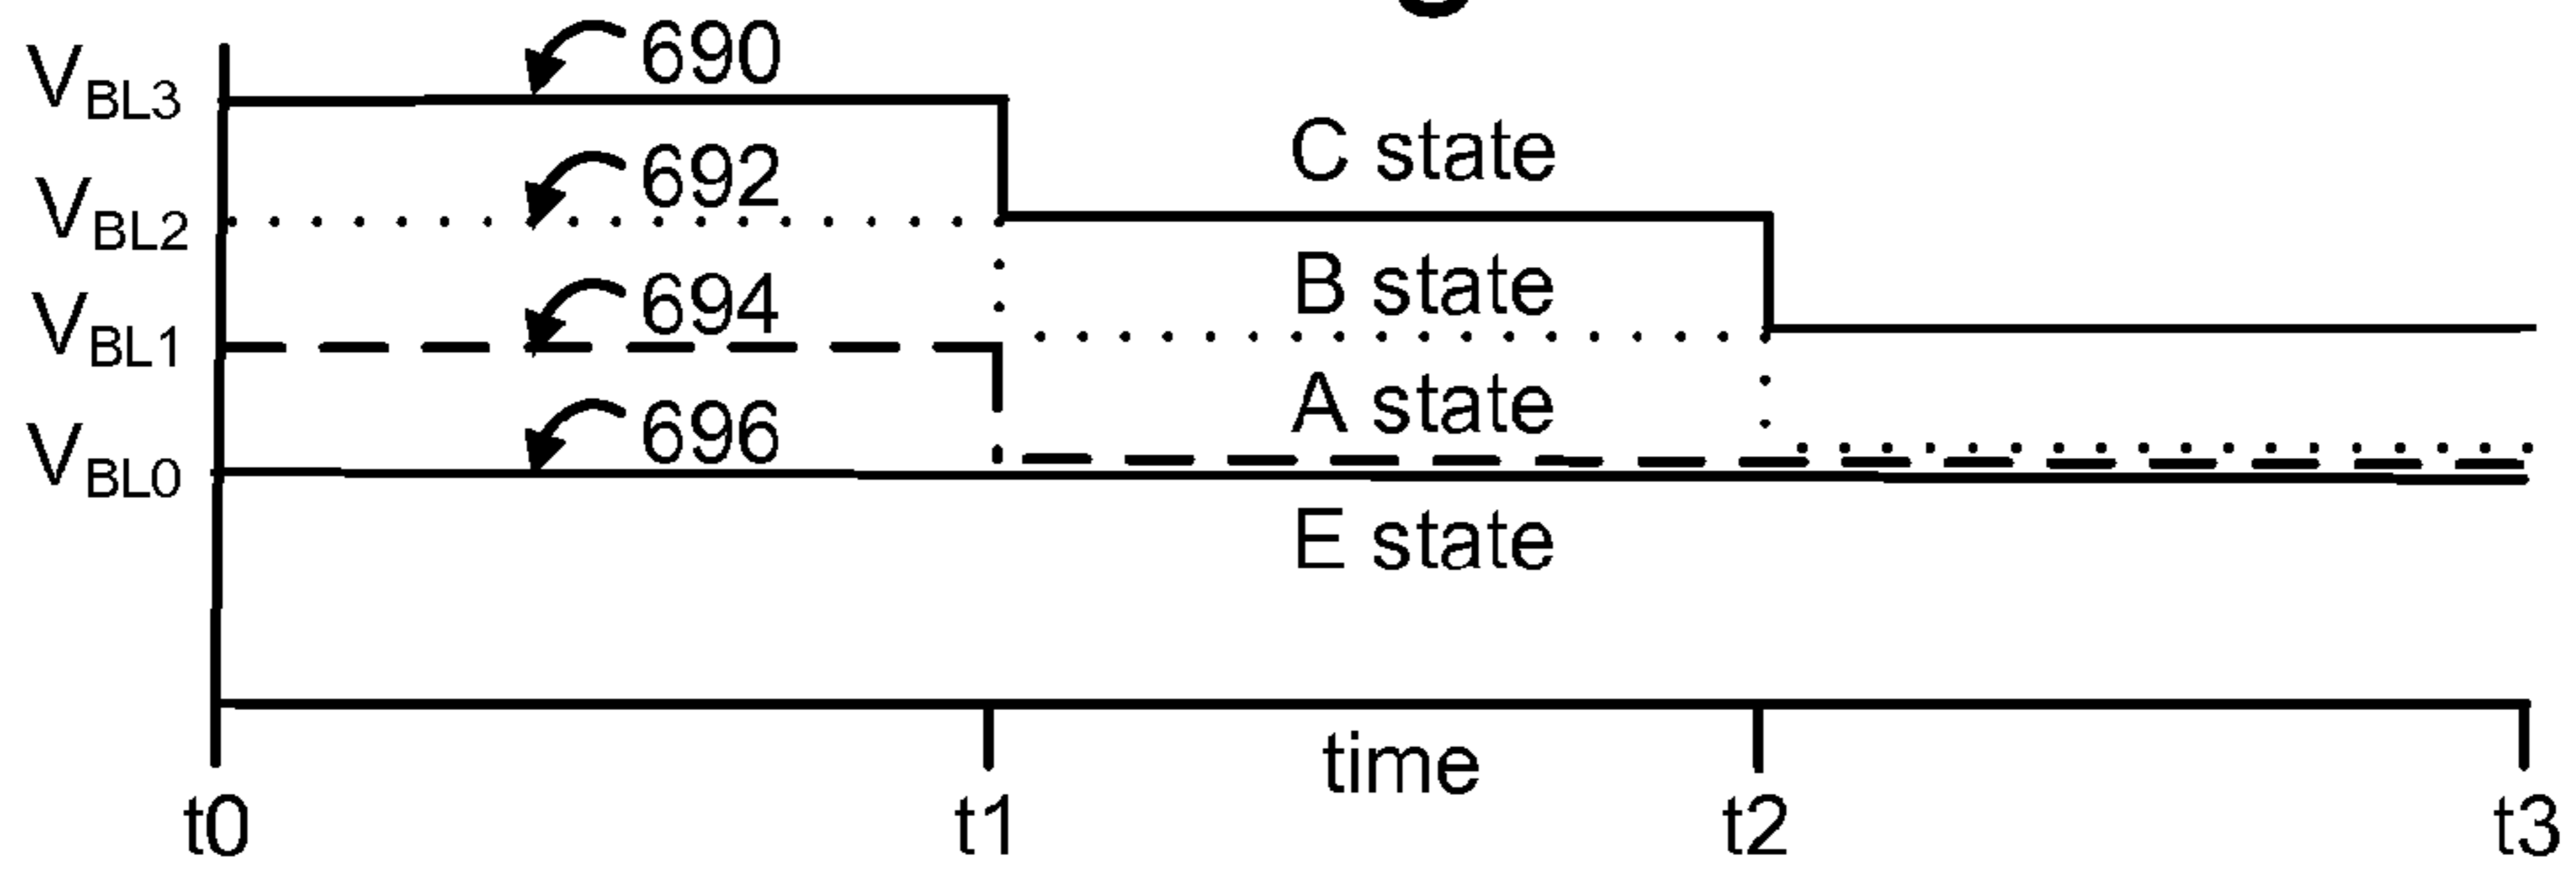 V_BL3
690
C state
V_BL2
692
B state
V_BL1
694
A state
V_BL0
696
E state
time
t0
t1
t2
t3